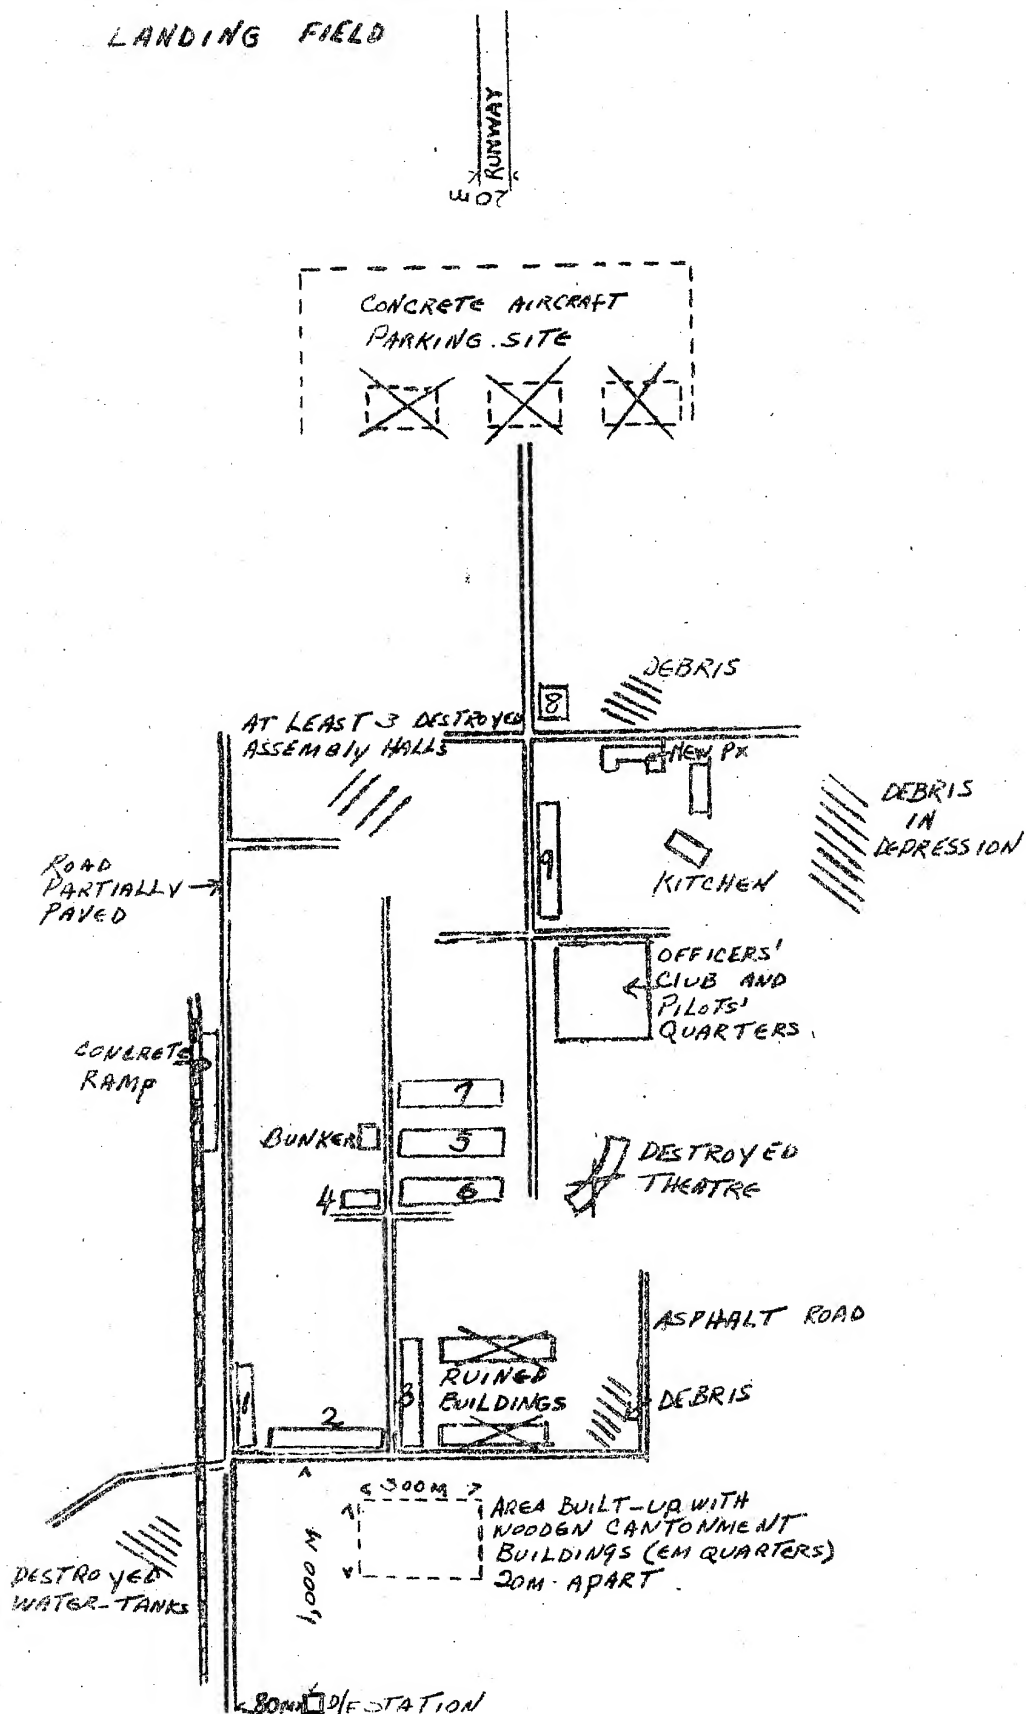 LANDING FIELD
RUNWAY
20M
CONCRETE AIRCRAFT
PARKING SITE
DEBRIS
8
AT LEAST 3 DESTROYED
ASSEMBLY HALLS
NEW PX
DEBRIS
IN
DEPRESSION
9
KITCHEN
ROAD
PARTIALLY
PAVED
OFFICERS'
CLUB AND
PILOTS'
QUARTERS
CONCRETE
RAMP
7
BUNKER
5
DESTROYED
THEATRE
4
6
ASPHALT ROAD
RUINED
BUILDINGS
DEBRIS
1
2
3
300M
AREA BUILT-UP WITH
WOODEN CANTONMENT
BUILDINGS (EM QUARTERS)
20M. APART.
1,000 M
DESTROYED
WATER-TANKS
80M
D/F STATION